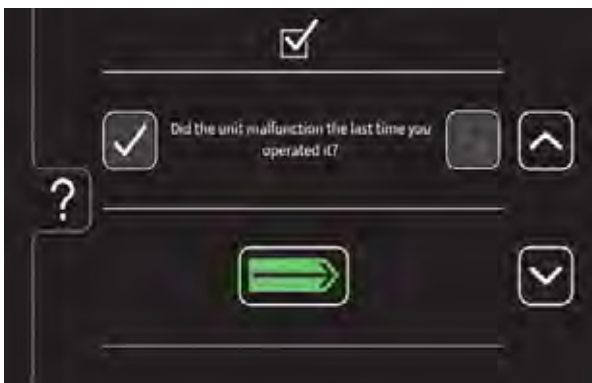 Did the unit malfunction the last time you
operated it?
?